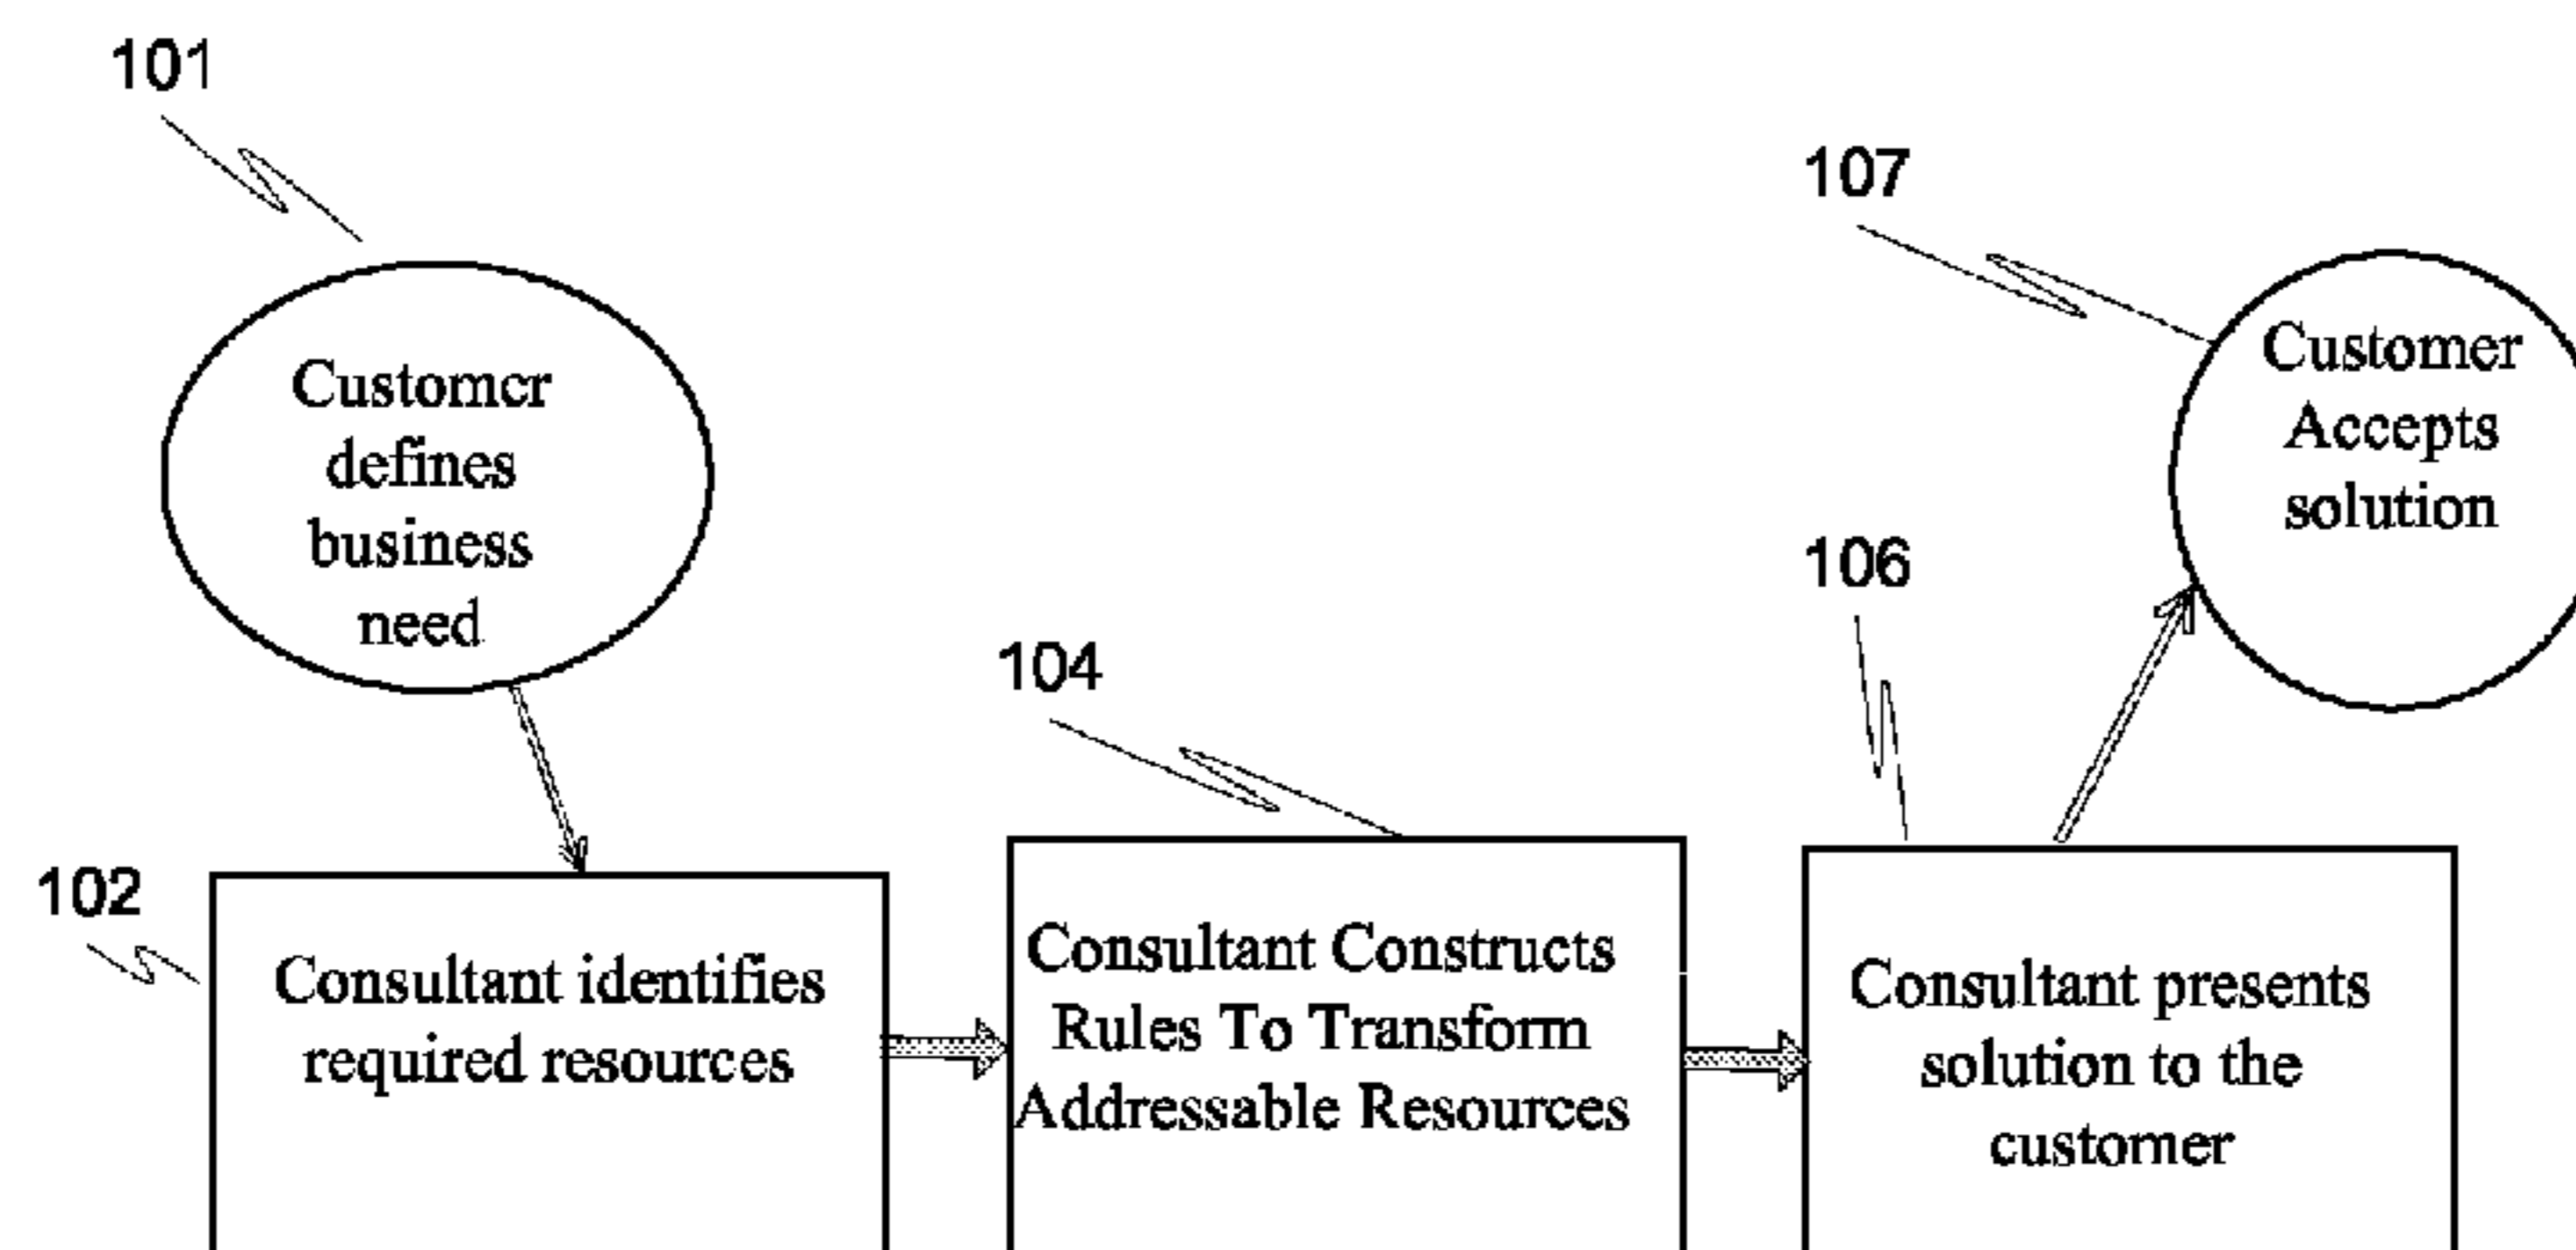 101
Customer
defines
business
need
102
Consultant identifies
required resources
104
Consultant Constructs
Rules To Transform
Addressable Resources
106
Consultant presents
solution to the
customer
107
Customer
Accepts
solution